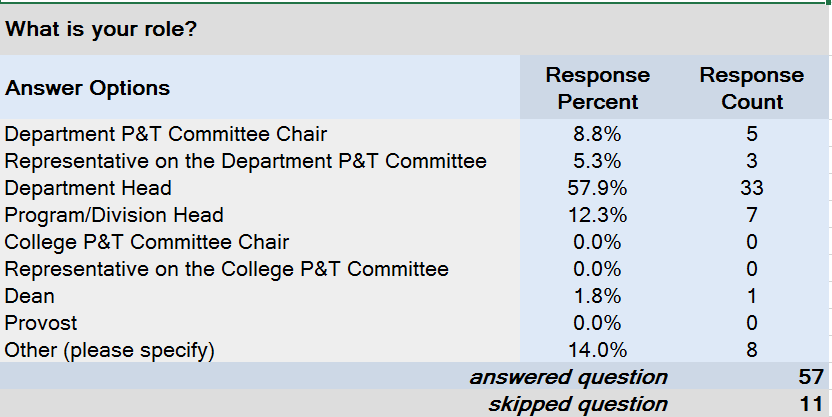 What is your role?
Answer Options Response Percent Response Count
Department P&T Committee Chair 8.8% 5
Representative on the Department P&T Committee 5.3% 3
Department Head 57.9% 33
Program/Division Head 12.3% 7
College P&T Committee Chair 0.0% 0
Representative on the College P&T Committee 0.0% 0
Dean 1.8% 1
Provost 0.0% 0
Other (please specify) 14.0% 8
answered question 57
skipped question 11